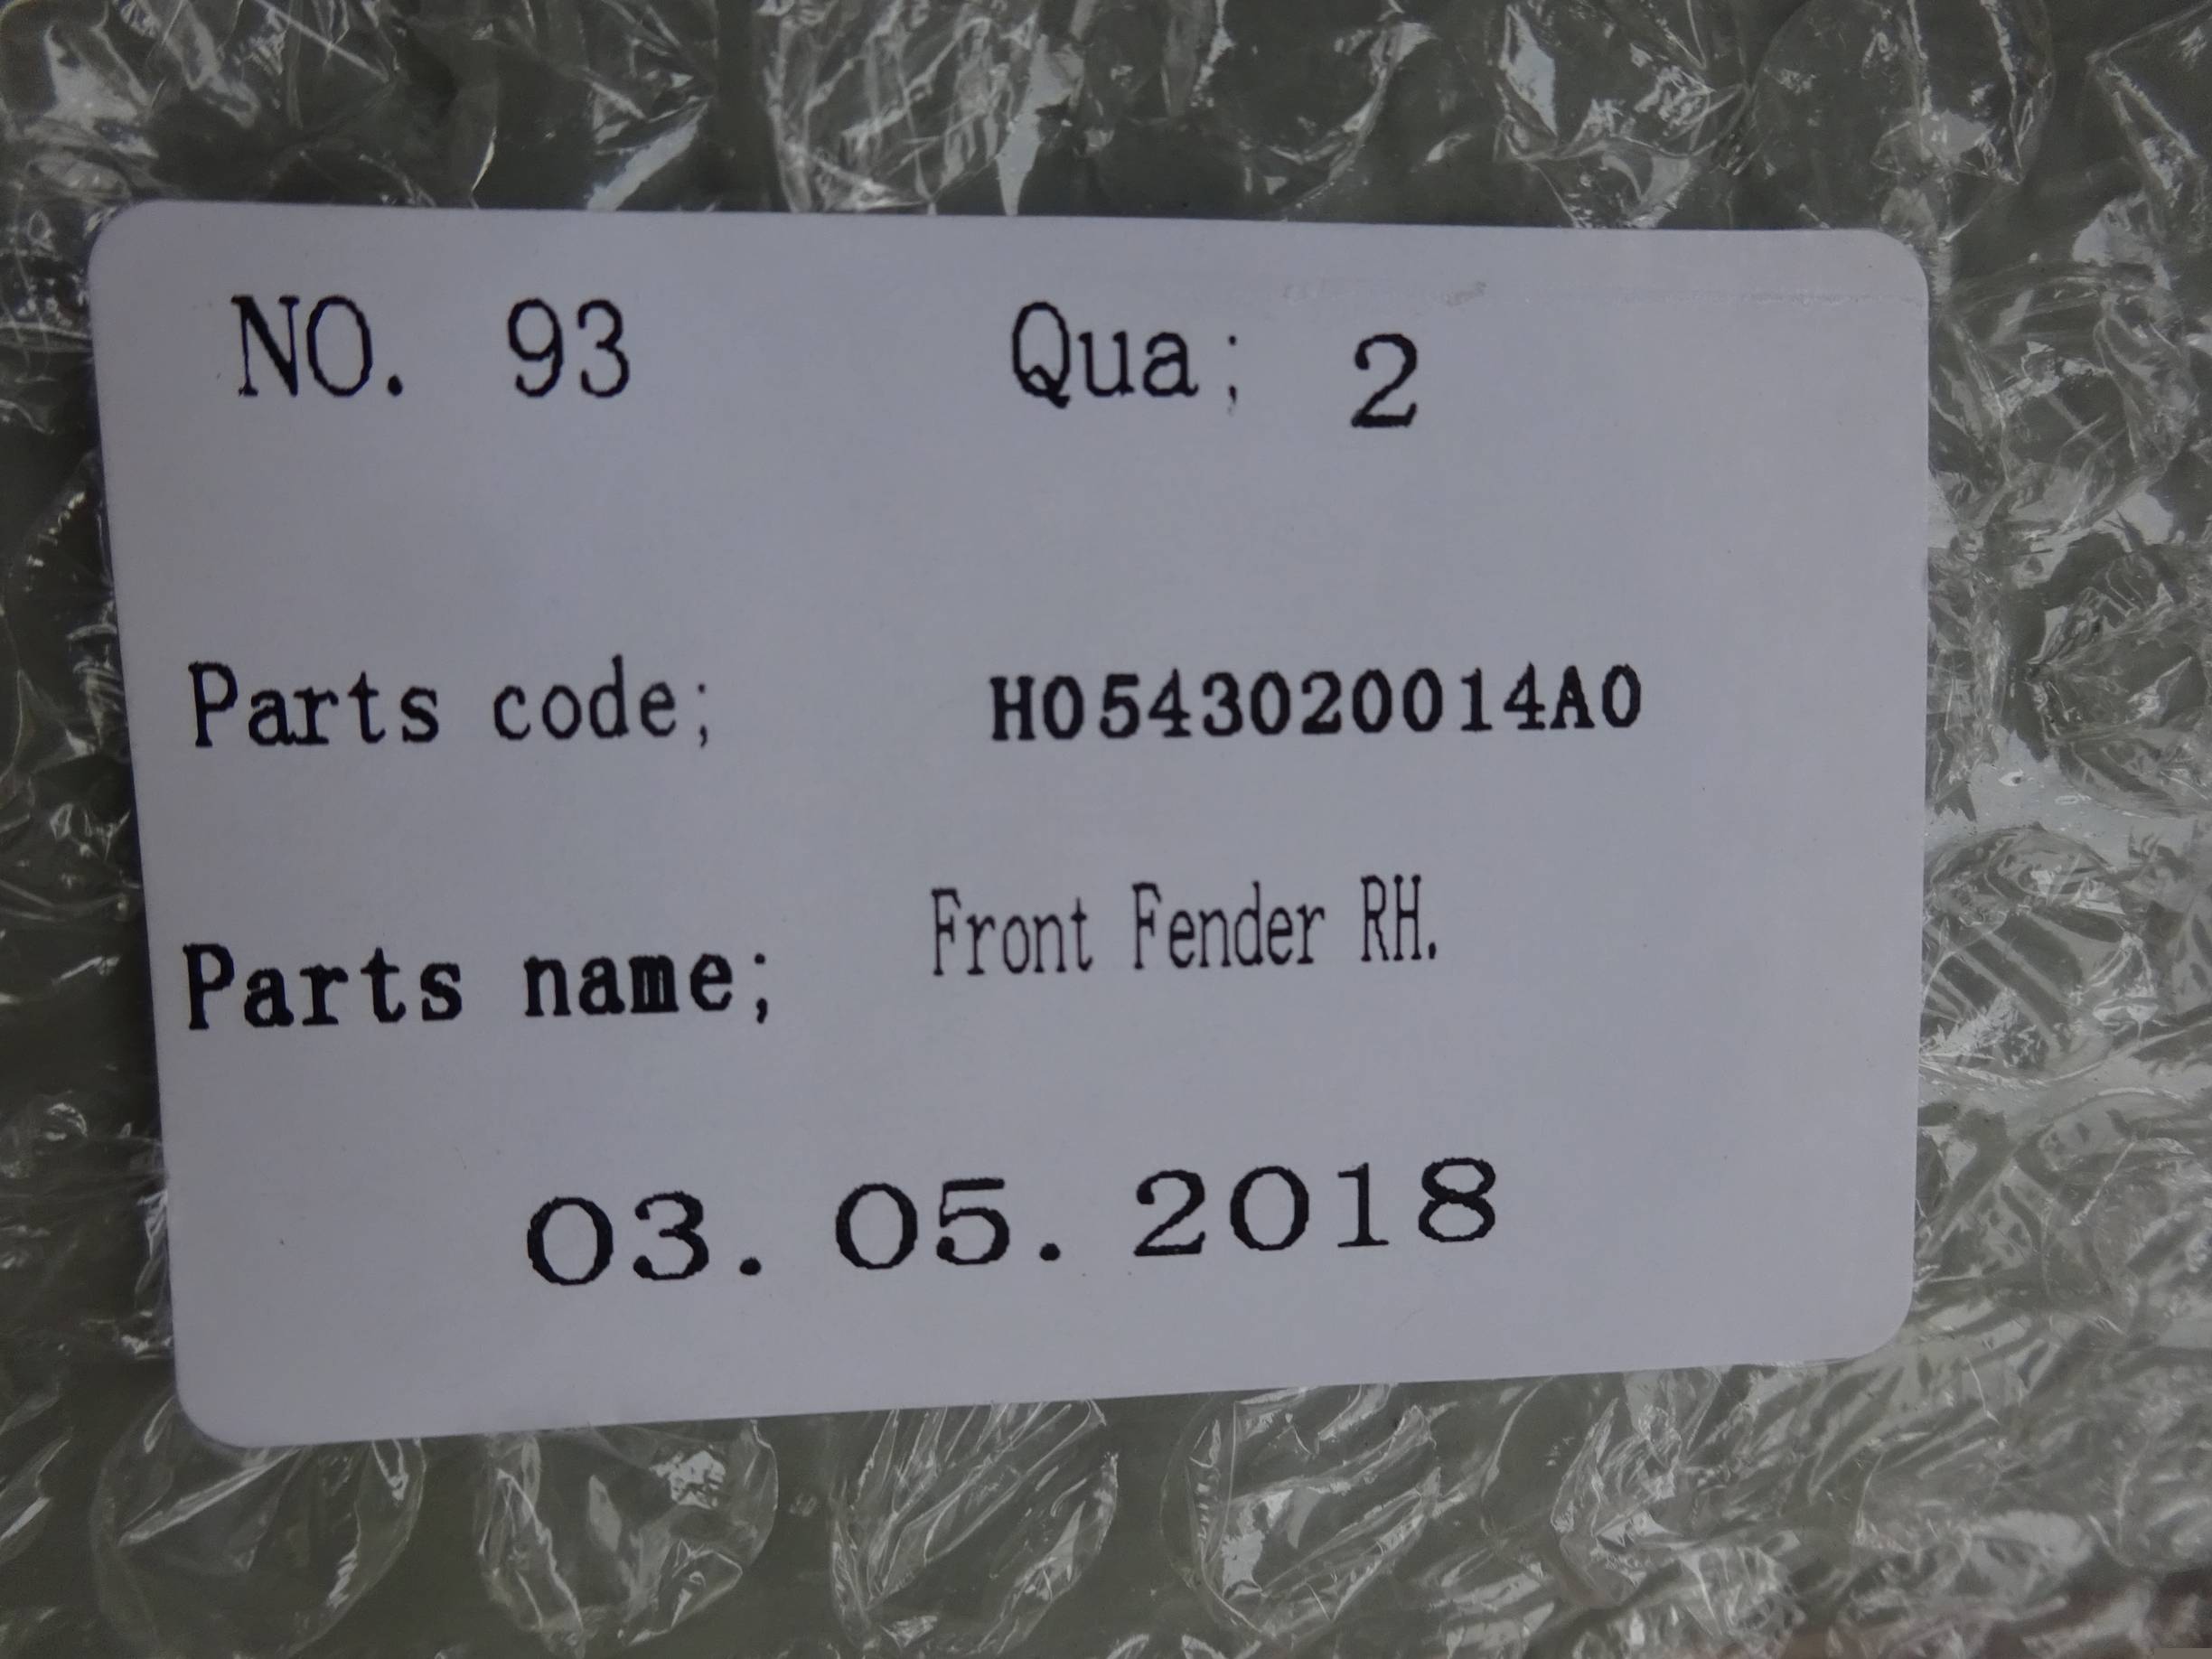 NO. 93 Qua; 2
Parts code; H0543020014A0
Parts name; Front Fender RH.
03.05.2018